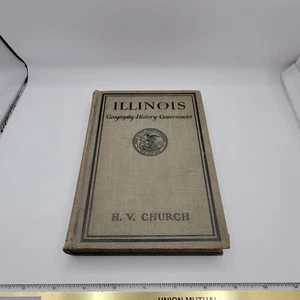 ILLINOIS
Geography-History-Government
H. V. CHURCH
UNION MUTUAL